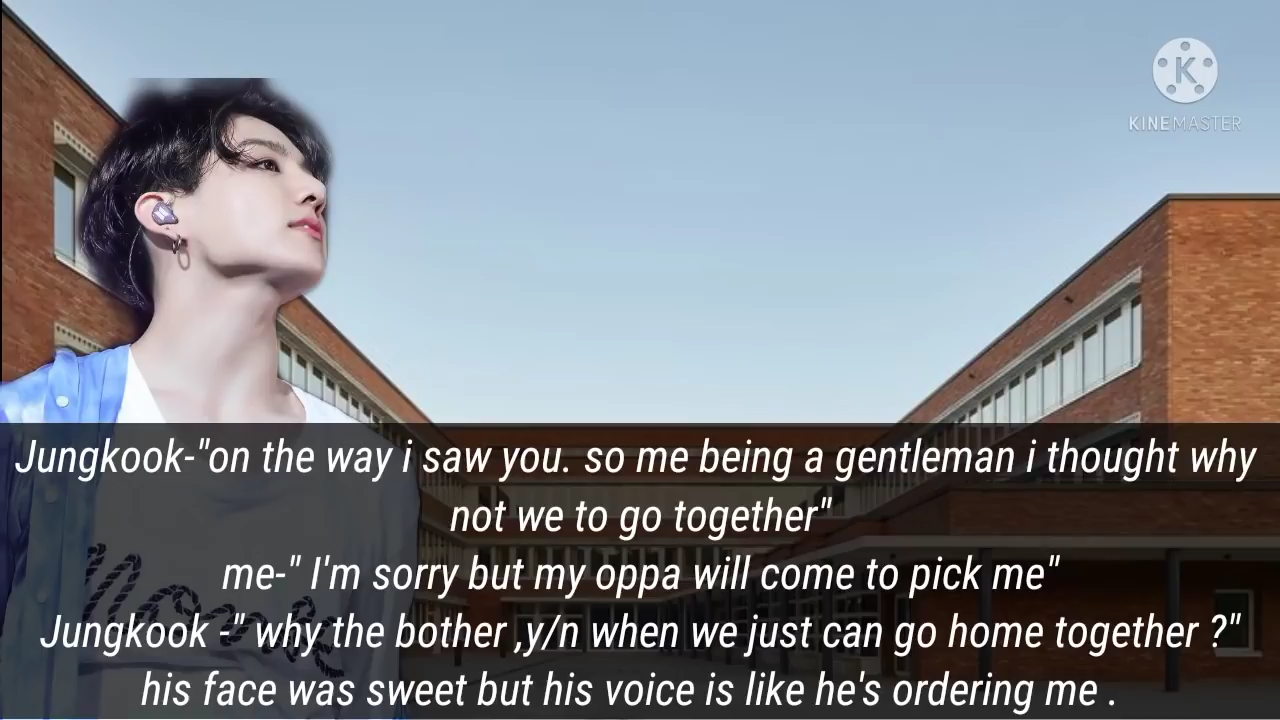 KINEMASTER
Jungkook-"on the way i saw you. so me being a gentleman i thought why
not we to go together"
me-" I'm sorry but my oppa will come to pick me"
Jungkook -" why the bother ,y/n when we just can go home together ?"
his face was sweet but his voice is like he's ordering me .